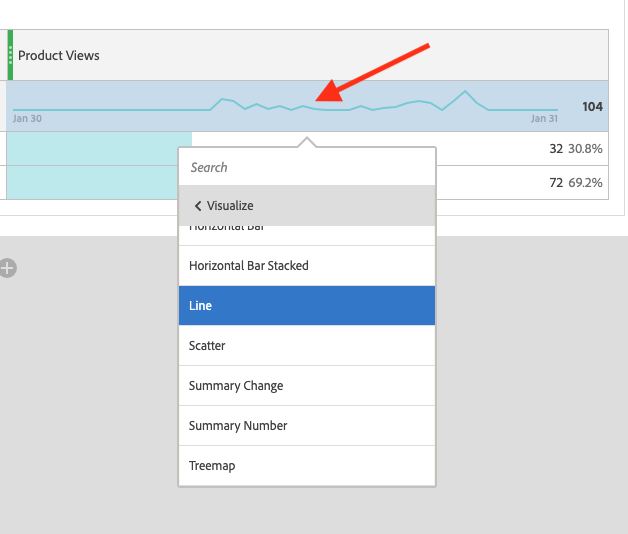 Product Views
104
Jan 30
Jan 31
32 30.8%
72 69.2%
Search
Visualize
Horizontal Bar
Horizontal Bar Stacked
Line
Scatter
Summary Change
Summary Number
Treemap